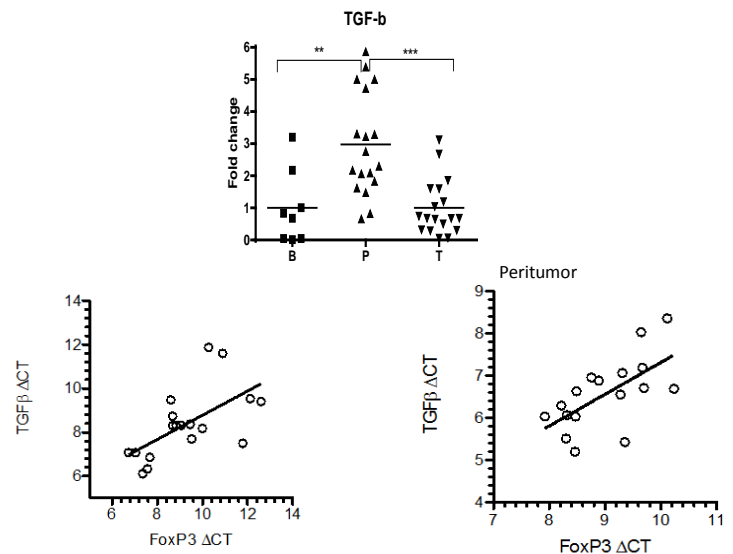 TGF-b
** ***
Fold change
6
5
4
3
2
1
0
B P T
Peritumor
TGFβ ΔCT
14
12
10
8
6
6 8 10 12 14
FoxP3 ΔCT
TGFβ ΔCT
9
8
7
6
5
4
7 8 9 10 11
FoxP3 ΔCT